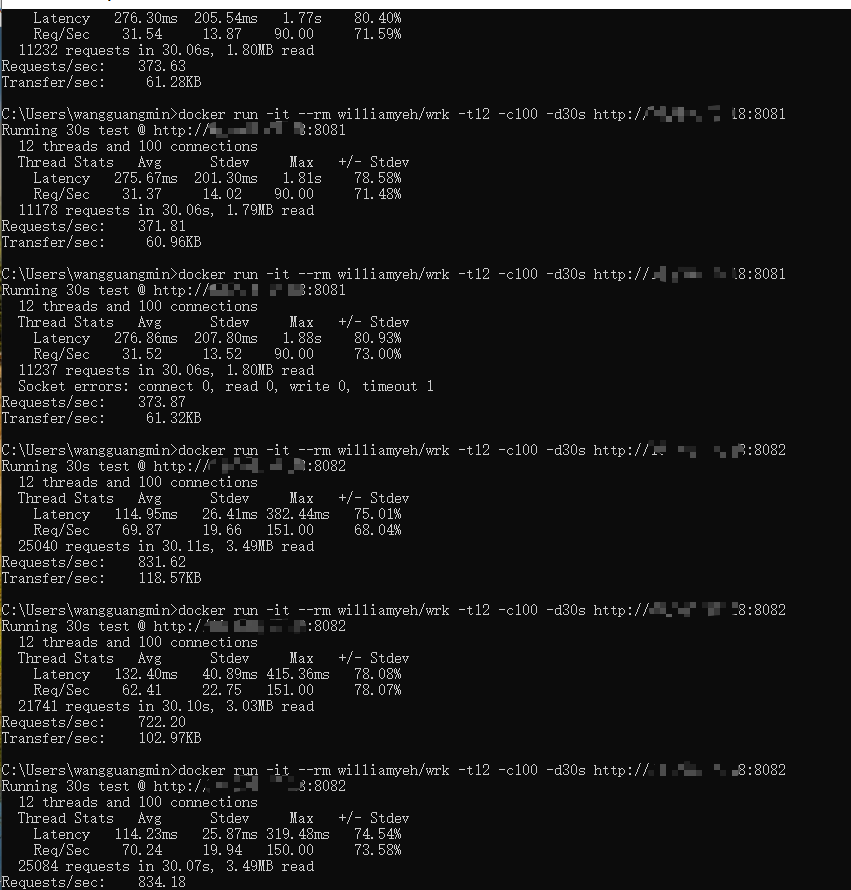 Latency 276.30ms 205.54ms 1.77s 80.40%
Req/Sec 31.54 13.87 90.00 71.59%
11232 requests in 30.06s, 1.80MB read
Requests/sec: 373.63
Transfer/sec: 61.28KB
C:\Users\wangguangmin>docker run -it --rm williamyeh/wrk -t12 -c100 -d30s http:// 18:8081
Running 30s test @ http:// 8:8081
12 threads and 100 connections
Thread Stats Avg Stdev Max +/- Stdev
Latency 275.67ms 201.30ms 1.81s 78.58%
Req/Sec 31.37 14.02 90.00 71.48%
11178 requests in 30.06s, 1.79MB read
Requests/sec: 371.81
Transfer/sec: 60.96KB
C:\Users\wangguangmin>docker run -it --rm williamyeh/wrk -t12 -c100 -d30s http:// 18:8081
Running 30s test @ http:// 8:8081
12 threads and 100 connections
Thread Stats Avg Stdev Max +/- Stdev
Latency 276.86ms 207.80ms 1.88s 80.93%
Req/Sec 31.52 13.52 90.00 73.00%
11237 requests in 30.06s, 1.80MB read
Socket errors: connect 0, read 0, write 0, timeout 1
Requests/sec: 373.87
Transfer/sec: 61.32KB
C:\Users\wangguangmin>docker run -it --rm williamyeh/wrk -t12 -c100 -d30s http:// 8:8082
Running 30s test @ http:// :8082
12 threads and 100 connections
Thread Stats Avg Stdev Max +/- Stdev
Latency 114.95ms 26.41ms 382.44ms 75.01%
Req/Sec 69.87 19.66 151.00 68.04%
25040 requests in 30.11s, 3.49MB read
Requests/sec: 831.62
Transfer/sec: 118.57KB
C:\Users\wangguangmin>docker run -it --rm williamyeh/wrk -t12 -c100 -d30s http:// 8:8082
Running 30s test @ http:/ :8082
12 threads and 100 connections
Thread Stats Avg Stdev Max +/- Stdev
Latency 132.40ms 40.89ms 415.36ms 78.08%
Req/Sec 62.41 22.75 151.00 78.07%
21741 requests in 30.10s, 3.03MB read
Requests/sec: 722.20
Transfer/sec: 102.97KB
C:\Users\wangguangmin>docker run -it --rm williamyeh/wrk -t12 -c100 -d30s http:// 8:8082
Running 30s test @ http:/ 8:8082
12 threads and 100 connections
Thread Stats Avg Stdev Max +/- Stdev
Latency 114.23ms 25.87ms 319.48ms 74.54%
Req/Sec 70.24 19.94 150.00 73.58%
25084 requests in 30.07s, 3.49MB read
Requests/sec: 834.18